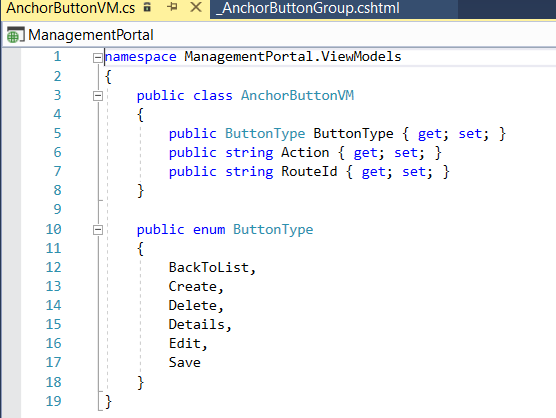 AnchorButtonVM.cs _AnchorButtonGroup.cshtml
ManagementPortal
1 namespace ManagementPortal.ViewModels
2 {
3 public class AnchorButtonVM
4 {
5 public ButtonType ButtonType { get; set; }
6 public string Action { get; set; }
7 public string RouteId { get; set; }
8 }
9
10 public enum ButtonType
11 {
12 BackToList,
13 Create,
14 Delete,
15 Details,
16 Edit,
17 Save
18 }
19 }